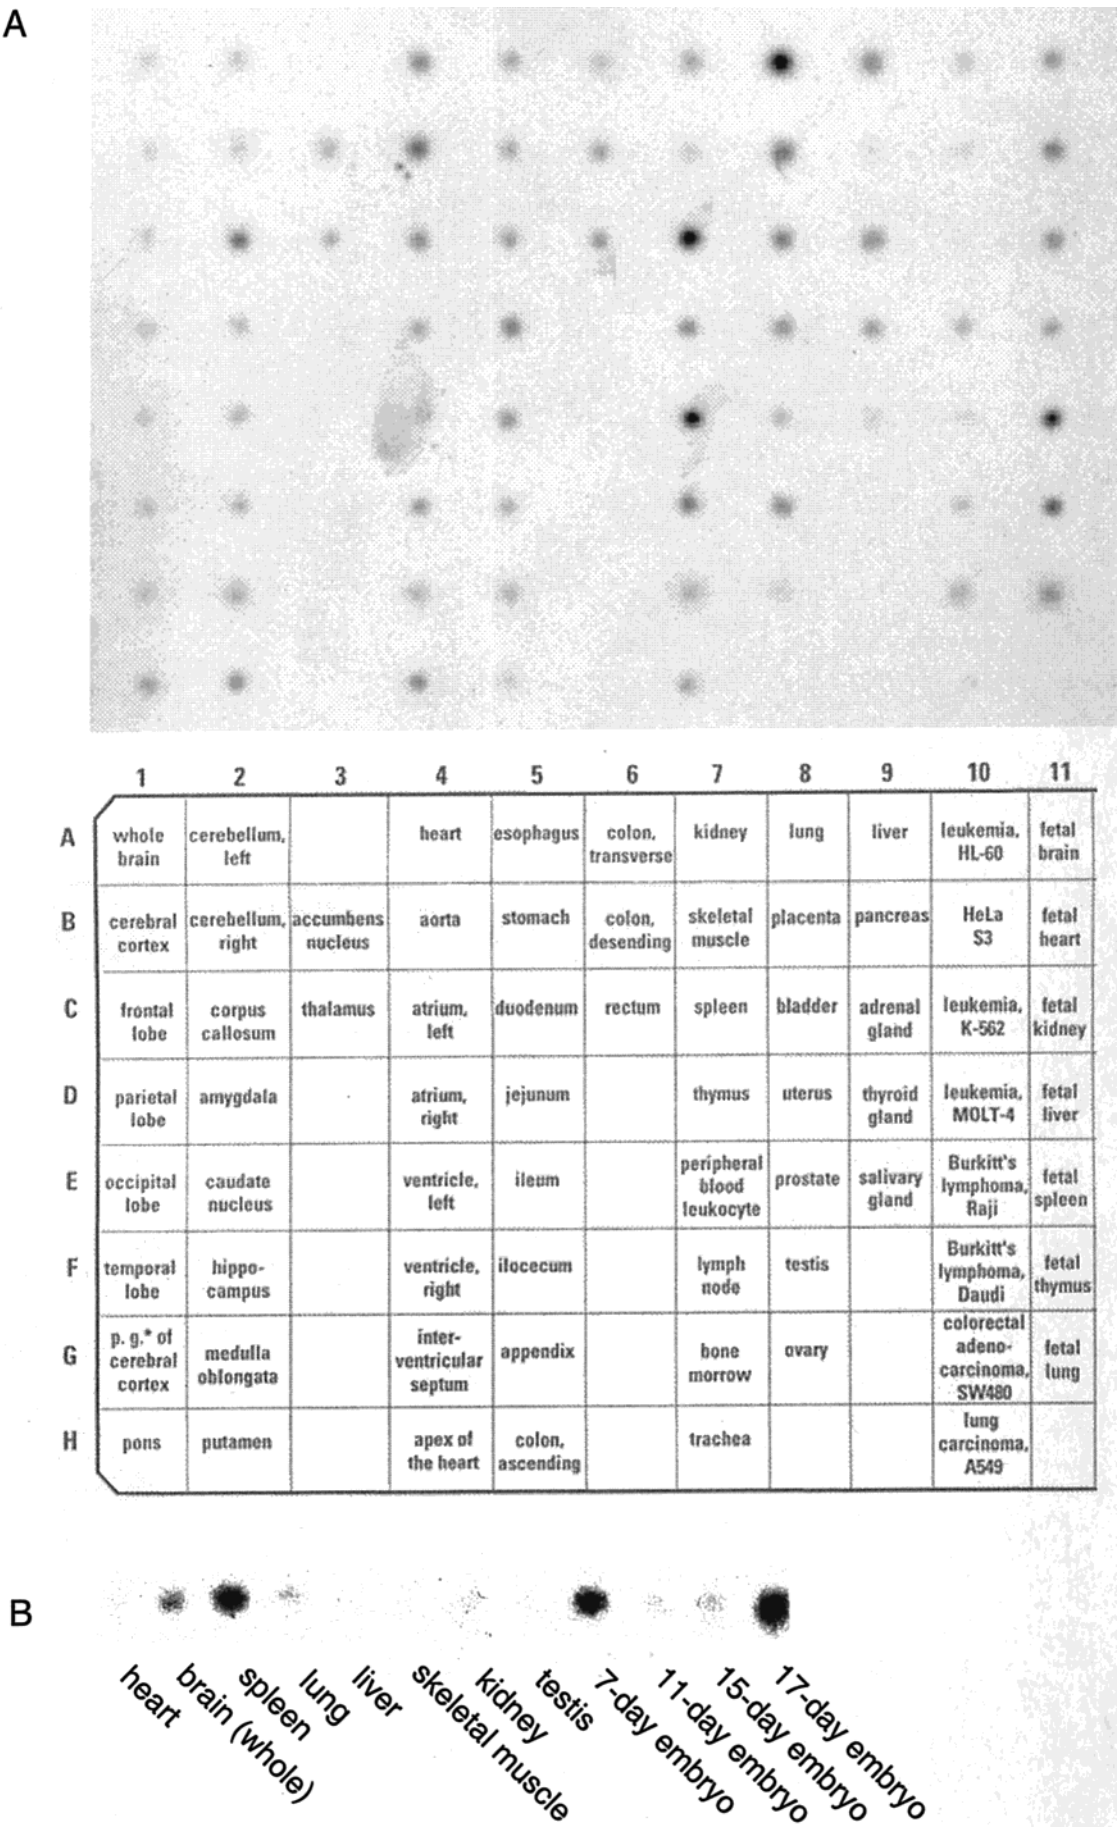 A
1 2 3 4 5 6 7 8 9 10 11
A whole brain cerebellum, left heart esophagus colon, transverse kidney lung liver leukemia, HL-60 fetal brain
B cerebral cortex cerebellum, right accumbens nucleus aorta stomach colon, desending skeletal muscle placenta pancreas HeLa S3 fetal heart
C frontal lobe corpus callosum thalamus atrium, left duodenum rectum spleen bladder adrenal gland leukemia, K-562 fetal kidney
D parietal lobe amygdala atrium, right jejunum thymus uterus thyroid gland leukemia, MOLT-4 fetal liver
E occipital lobe caudate nucleus ventricle, left ileum peripheral blood leukocyte prostate salivary gland Burkitt's lymphoma, Raji fetal spleen
F temporal lobe hippo-campus ventricle, right ilocecum lymph node testis Burkitt's lymphoma, Daudi fetal thymus
G p. g.* of cerebral cortex medulla oblongata inter-ventricular septum appendix bone morrow ovary colorectal adeno-carcinoma, SW480 fetal lung
H pons putamen apex of the heart colon, ascending trachea lung carcinoma, A549
B
heart
brain (whole)
spleen
lung
liver
skeletal muscle
kidney
testis
7-day embryo
11-day embryo
15-day embryo
17-day embryo